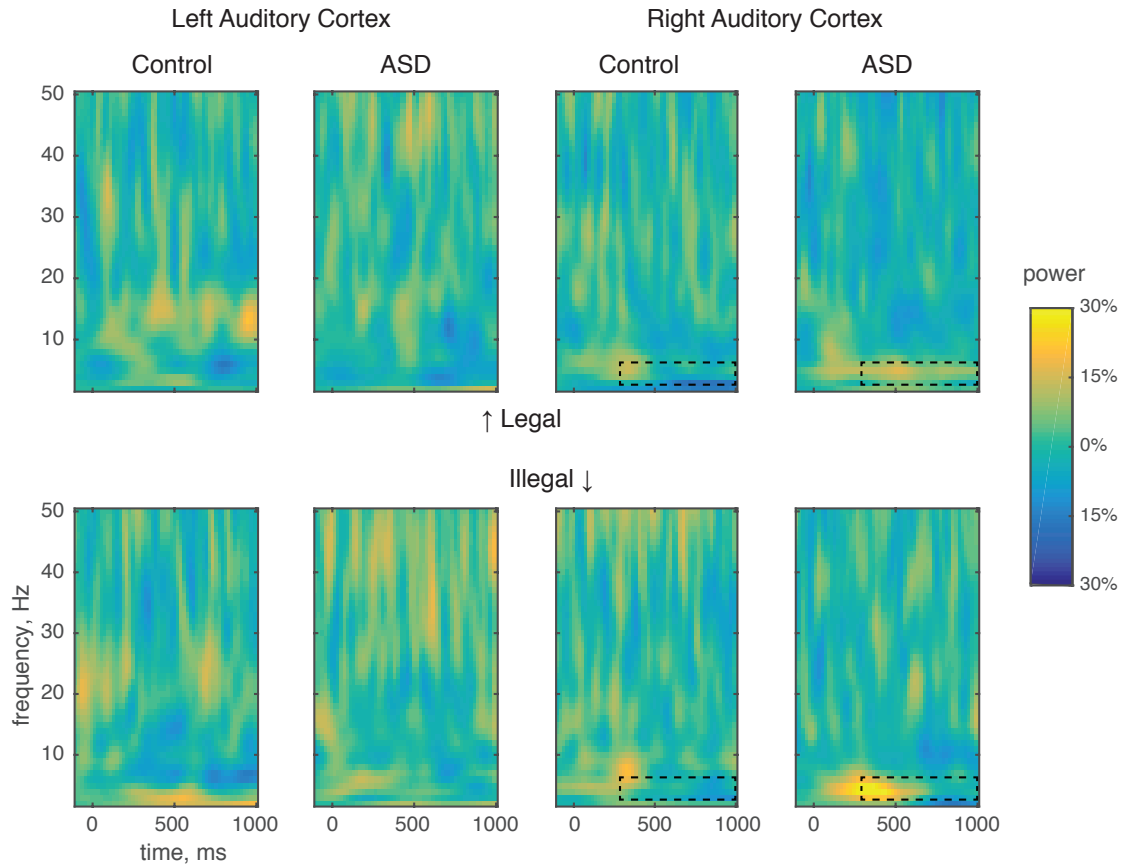 Left Auditory Cortex Right Auditory Cortex
Control ASD Control ASD
50
40
30
20
10
power
30%
15%
0%
15%
30%
↑ Legal
Illegal ↓
50
40
30
20
10
frequency, Hz
0 500 1000 0 500 1000 0 500 1000 0 500 1000
time, ms